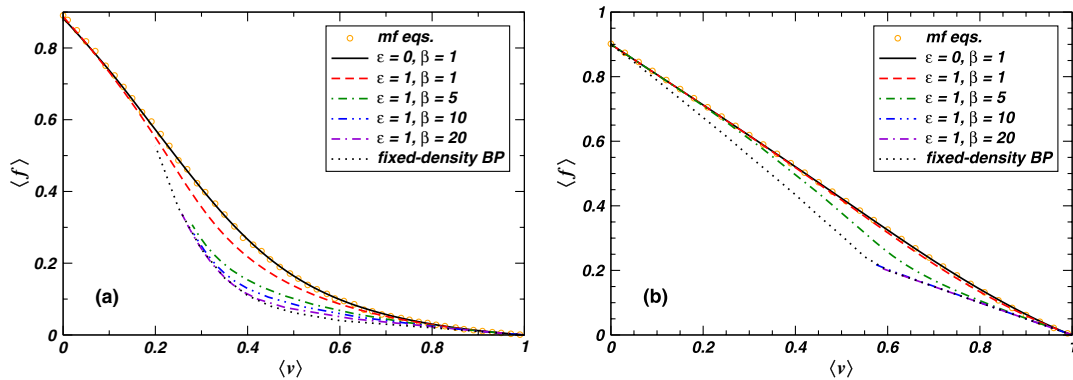 0.8
0.6
0.4
0.2
0
⟨f⟩
0 0.2 0.4 0.6 0.8 1
⟨v⟩
(a)
mf eqs.
ε = 0, β = 1
ε = 1, β = 1
ε = 1, β = 5
ε = 1, β = 10
ε = 1, β = 20
fixed-density BP
1
0.8
0.6
0.4
0.2
0
⟨f⟩
0 0.2 0.4 0.6 0.8 1
⟨v⟩
(b)
mf eqs.
ε = 0, β = 1
ε = 1, β = 1
ε = 1, β = 5
ε = 1, β = 10
ε = 1, β = 20
fixed-density BP